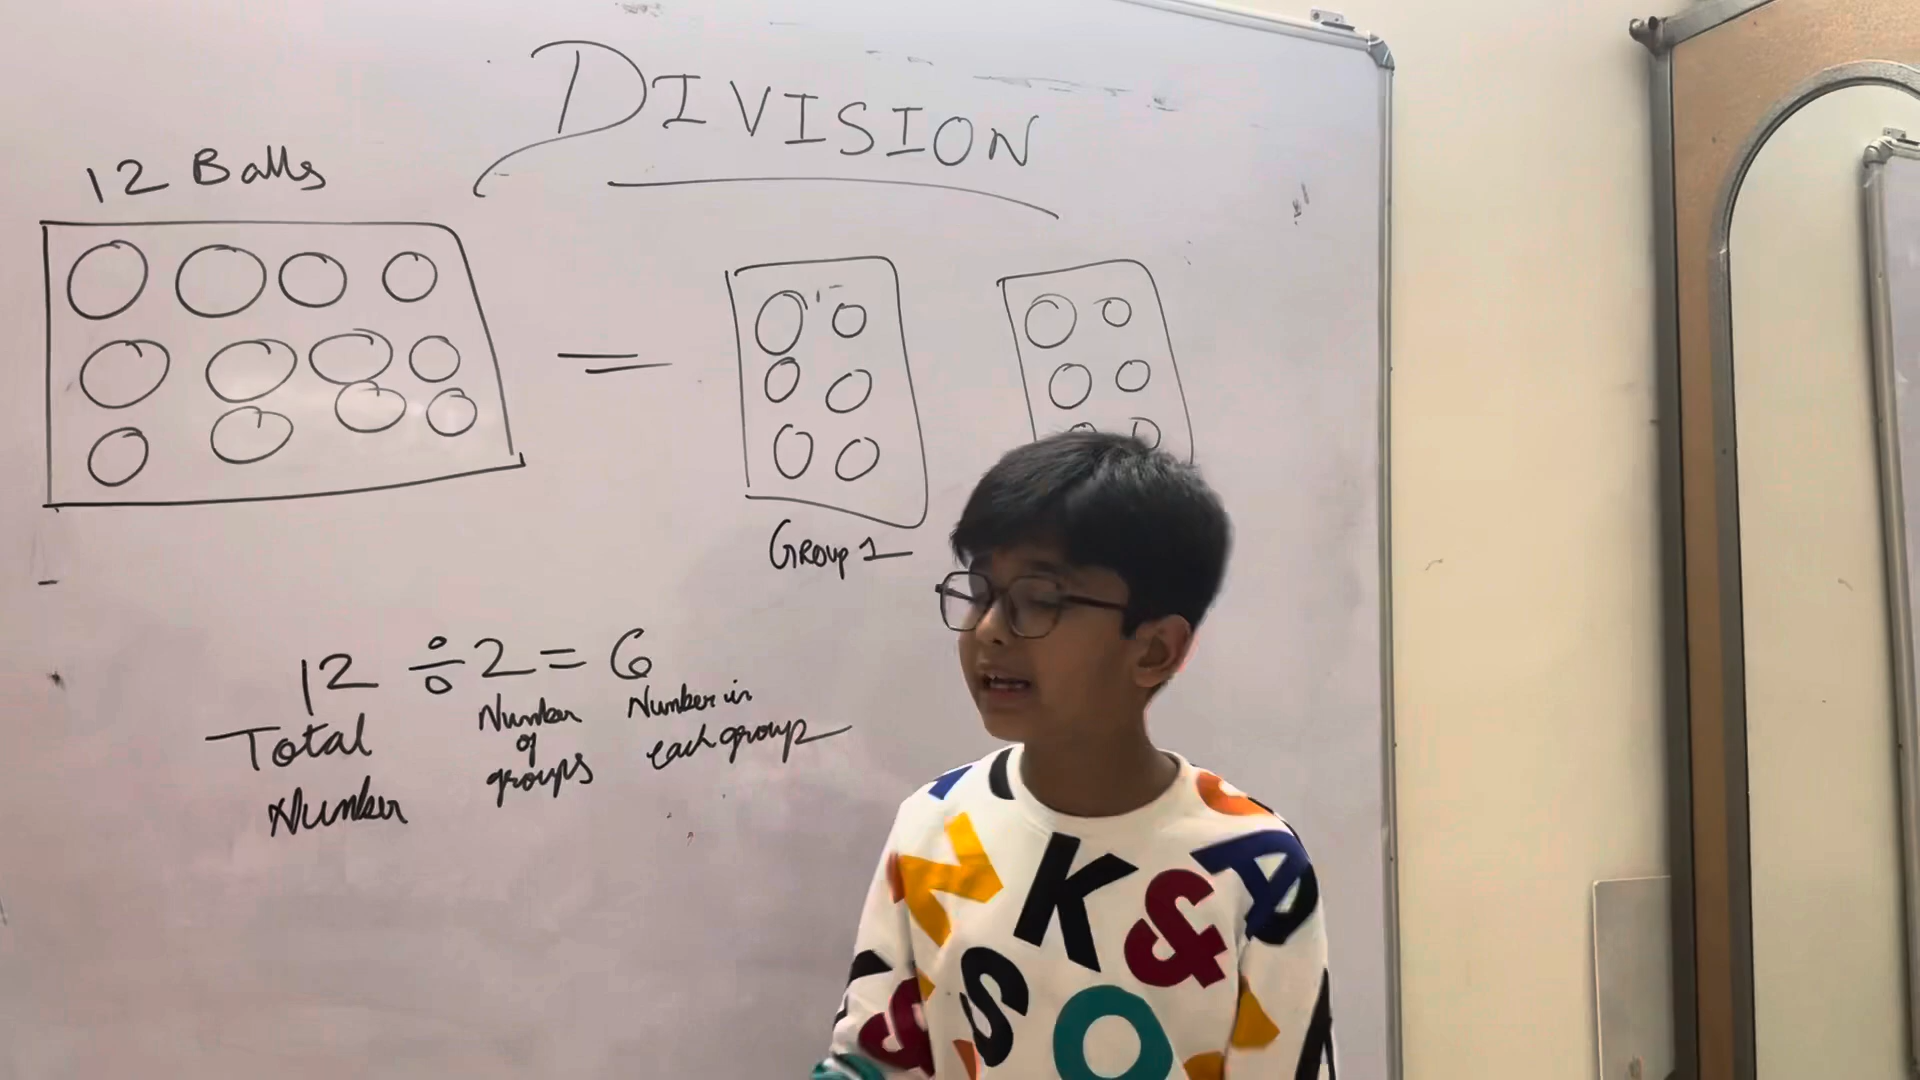 DIVISION
12 Balls
=
Group 1
12 ÷ 2 = 6
Total
Number
Number
of
groups
Number in
each group
K & A
S O
S